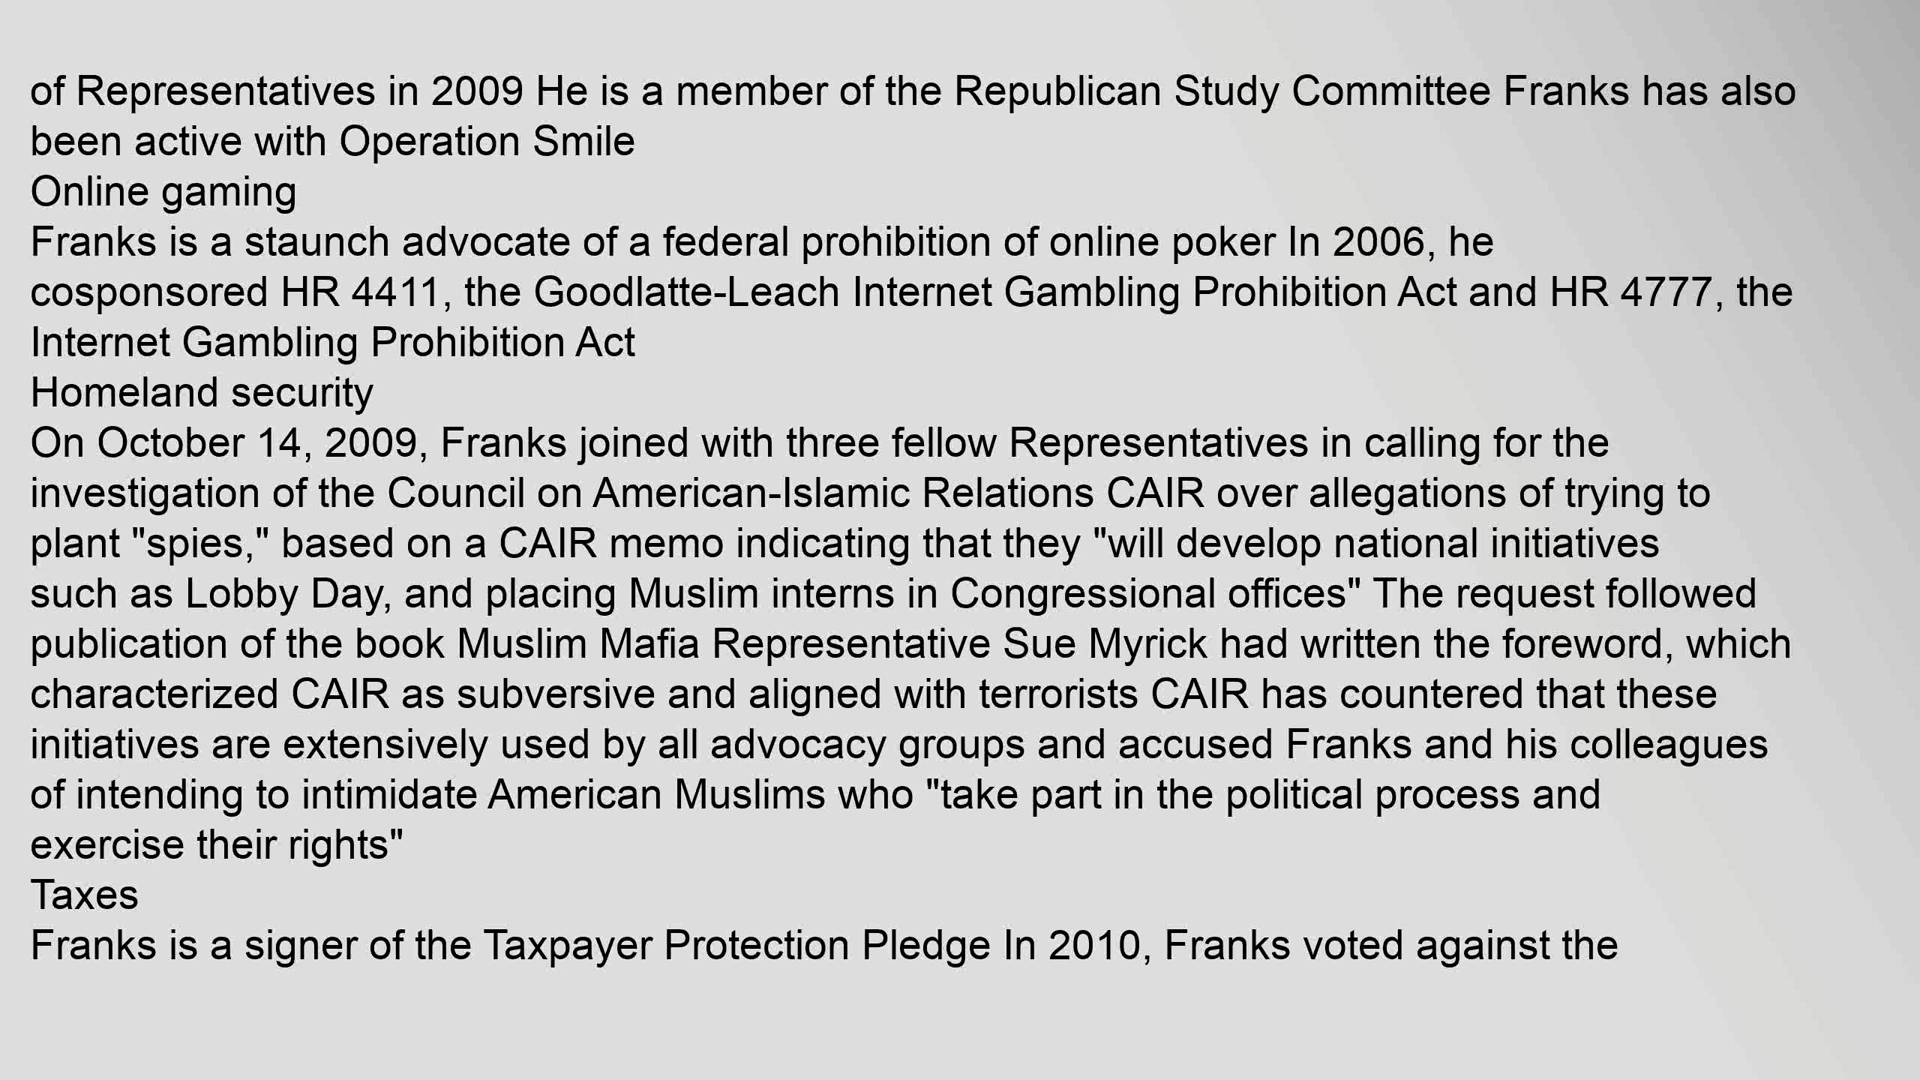 of Representatives in 2009 He is a member of the Republican Study Committee Franks has also
been active with Operation Smile
Online gaming
Franks is a staunch advocate of a federal prohibition of online poker In 2006, he
cosponsored HR 4411, the Goodlatte-Leach Internet Gambling Prohibition Act and HR 4777, the
Internet Gambling Prohibition Act
Homeland security
On October 14, 2009, Franks joined with three fellow Representatives in calling for the
investigation of the Council on American-Islamic Relations CAIR over allegations of trying to
plant "spies," based on a CAIR memo indicating that they "will develop national initiatives
such as Lobby Day, and placing Muslim interns in Congressional offices" The request followed
publication of the book Muslim Mafia Representative Sue Myrick had written the foreword, which
characterized CAIR as subversive and aligned with terrorists CAIR has countered that these
initiatives are extensively used by all advocacy groups and accused Franks and his colleagues
of intending to intimidate American Muslims who "take part in the political process and
exercise their rights"
Taxes
Franks is a signer of the Taxpayer Protection Pledge In 2010, Franks voted against the